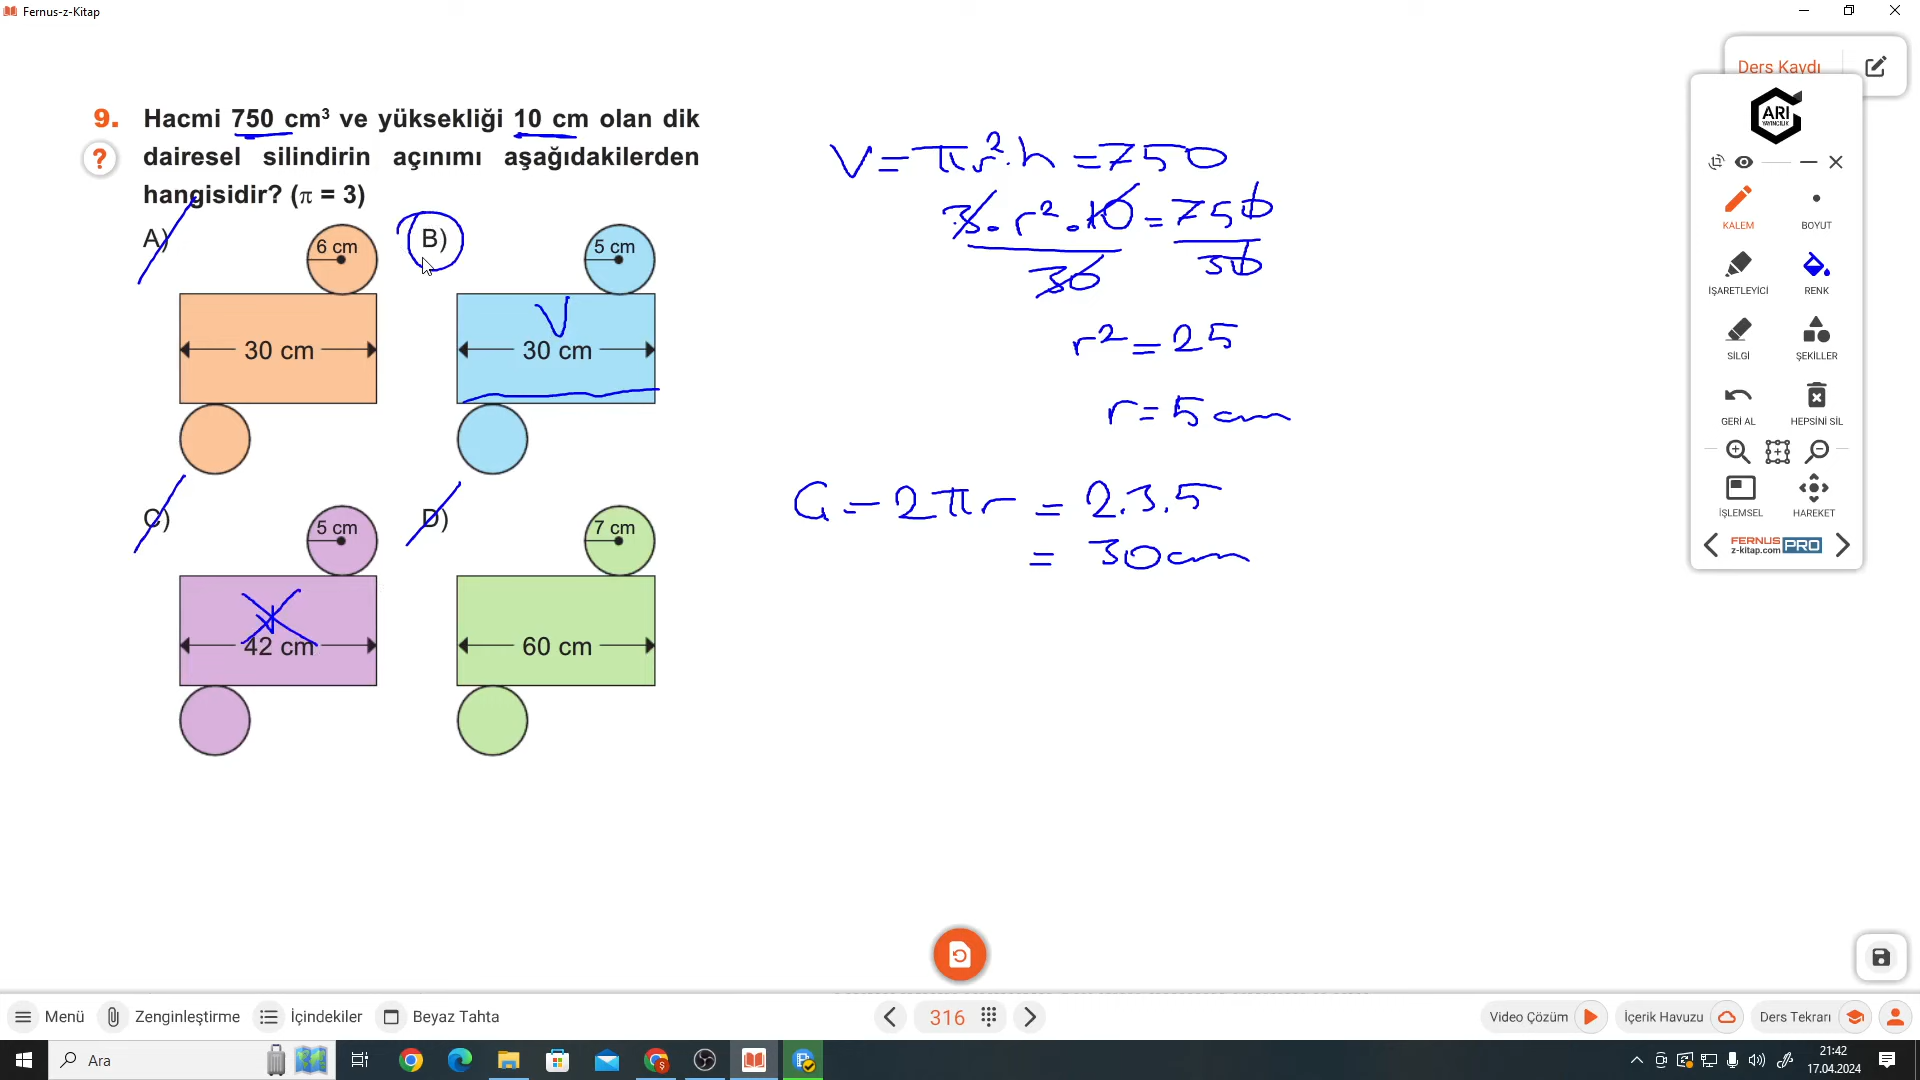 Fernus-z-Kitap
Ders Kaydı
ARI
YAYINCILIK
9. Hacmi 750 cm³ ve yüksekliği 10 cm olan dik
? dairesel silindirin açınımı aşağıdakilerden
hangisidir? (π = 3)
A)
6 cm
30 cm
B)
5 cm
V
30 cm
C)
5 cm
42 cm
D)
7 cm
60 cm
V = πr².h = 750
3.r².10 = 750
30 30
r² = 25
r = 5 cm
Ç = 2πr = 2.3.5
= 30 cm
KALEM
BOYUT
İŞARETLEYİCİ
RENK
SİLGİ
ŞEKİLLER
GERİ AL
HEPSİNİ SİL
İŞLEMSEL
HAREKET
FERNUS
z-kitap.com PRO
Menü
Zenginleştirme
İçindekiler
Beyaz Tahta
316
Video Çözüm
İçerik Havuzu
Ders Tekrarı
Ara
21:42
17.04.2024